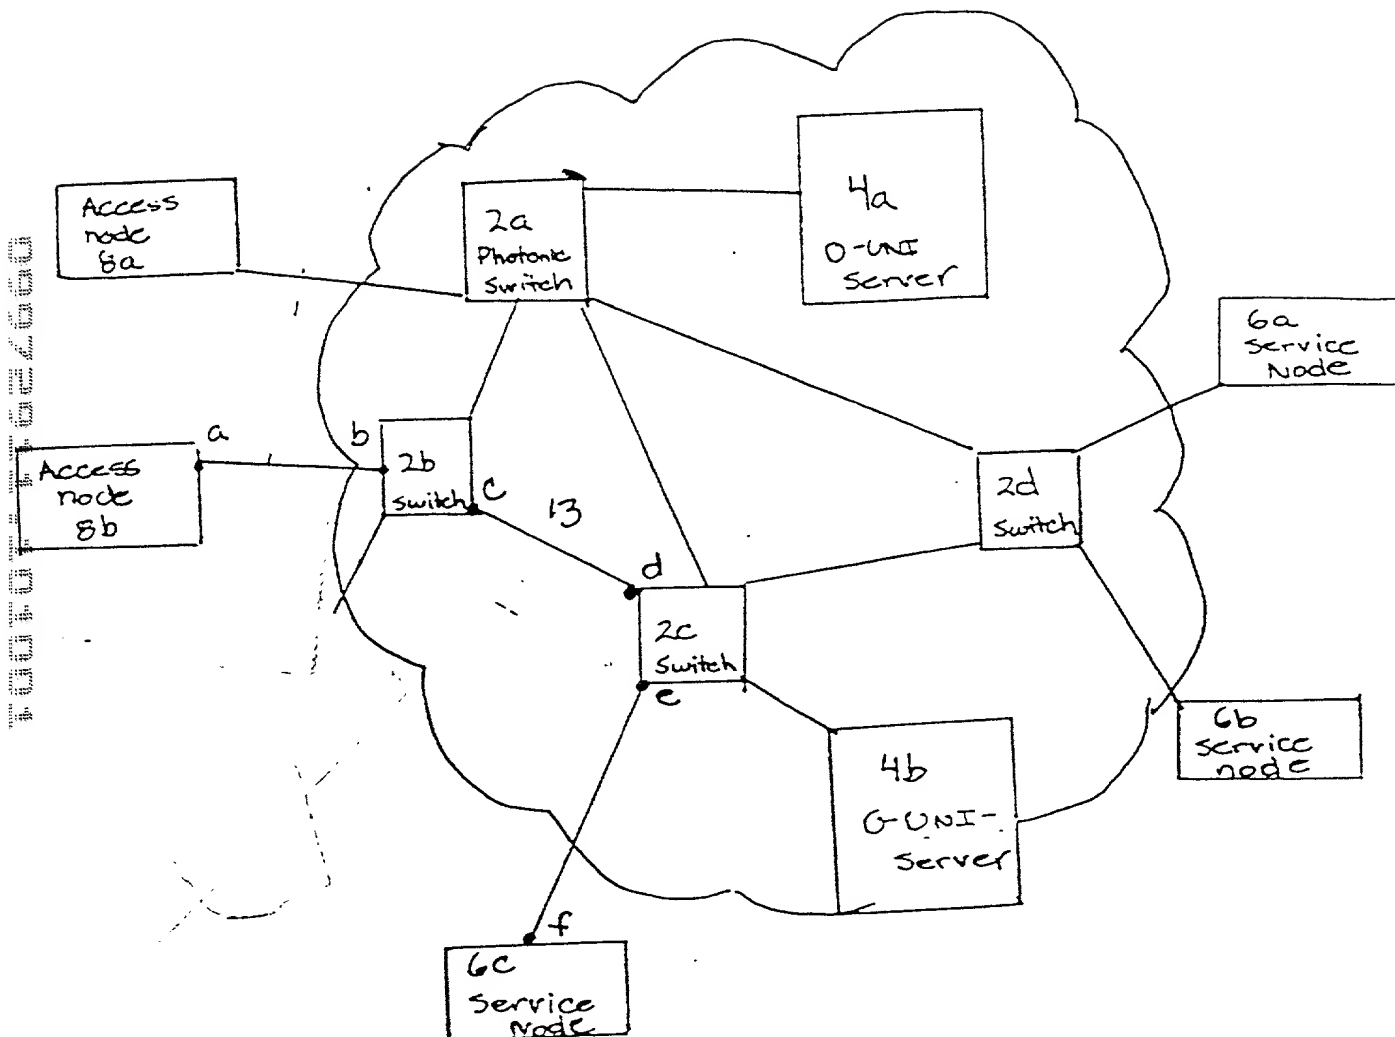 Access
node
8a
2a
Photonic
Switch
4a
O-UNI
Server
6a
Service
Node
a
b
Access
node
8b
2b
Switch
c
13
2d
Switch
d
2c
Switch
e
6b
Service
node
4b
O-UNI-
Server
f
6c
Service
Node